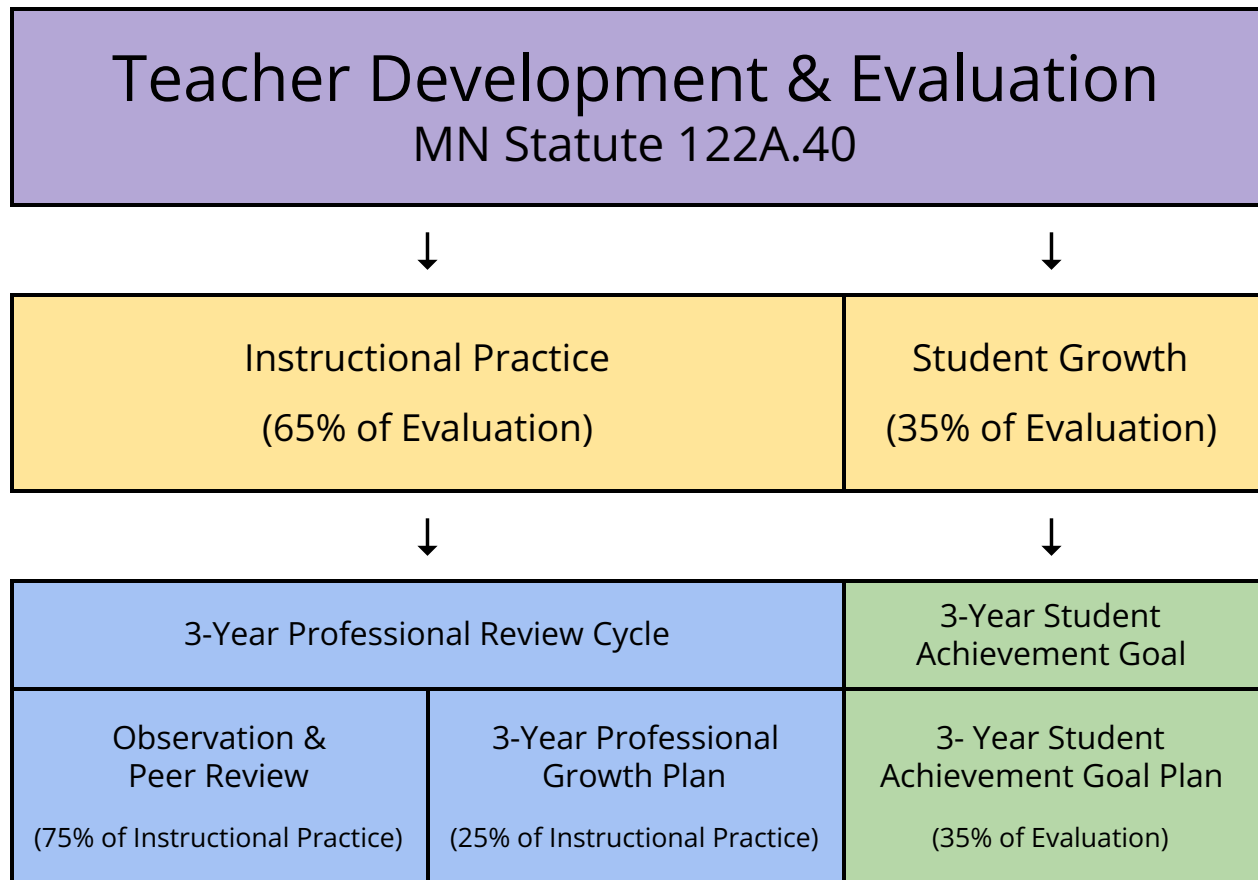 Teacher Development & Evaluation
MN Statute 122A.40
↓
↓
Instructional Practice
(65% of Evaluation)
Student Growth
(35% of Evaluation)
↓
↓
3-Year Professional Review Cycle
3-Year Student
Achievement Goal
Observation &
Peer Review
(75% of Instructional Practice)
3-Year Professional
Growth Plan
(25% of Instructional Practice)
3- Year Student
Achievement Goal Plan
(35% of Evaluation)